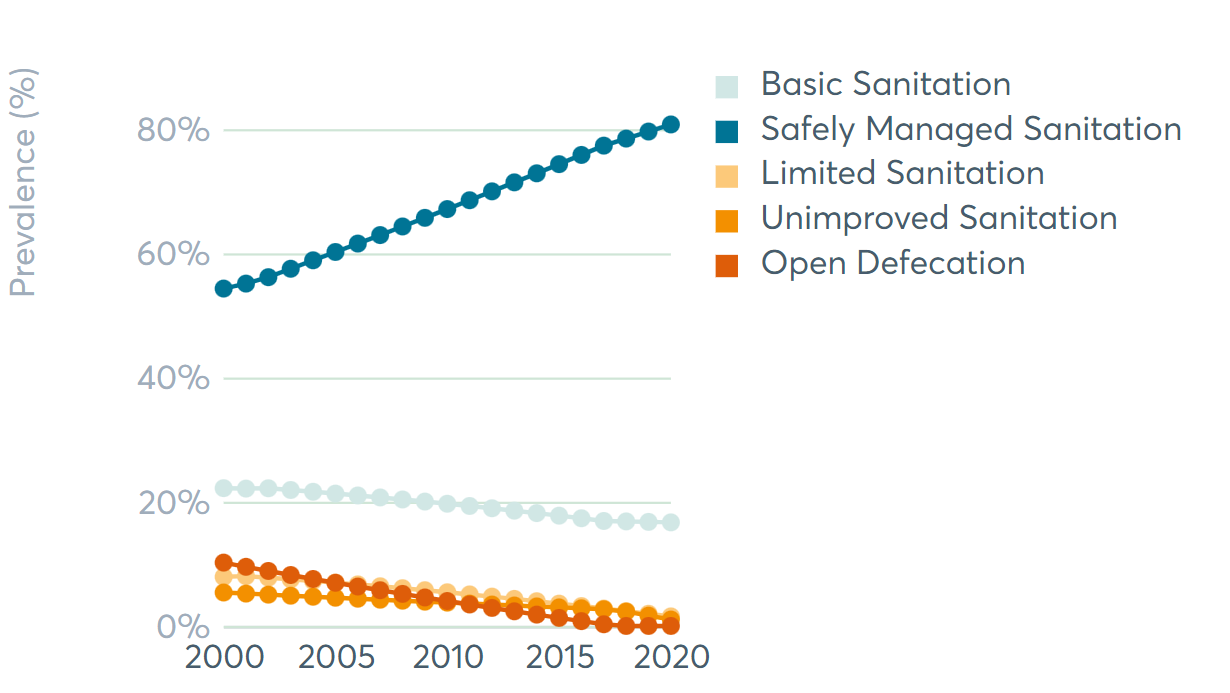 Prevalence (%)
80%
60%
40%
20%
0%
2000 2005 2010 2015 2020
Basic Sanitation
Safely Managed Sanitation
Limited Sanitation
Unimproved Sanitation
Open Defecation